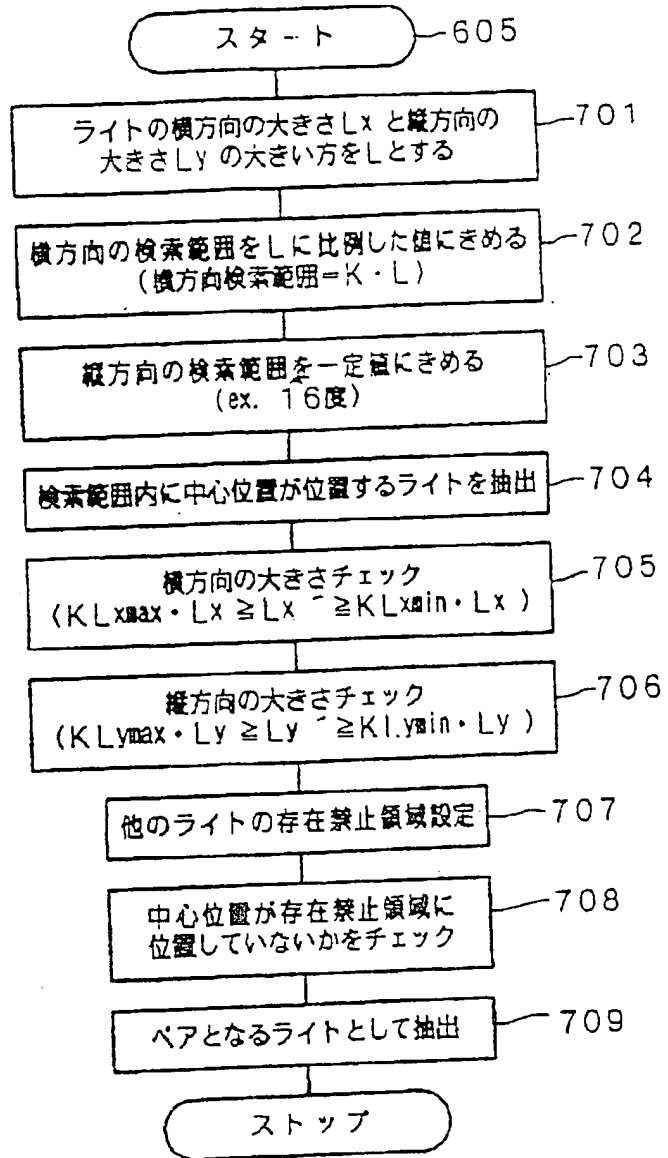 スタート
605
ライトの横方向の大きさLxと縦方向の
大きさLyの大きい方をLとする
701
横方向の検索範囲をLに比例した値にきめる
(横方向検索範囲=K・L)
702
縦方向の検索範囲を一定値にきめる
(ex. 16度)
703
検索範囲内に中心位置が位置するライトを抽出
704
横方向の大きさチェック
(KLxmax・Lx≧Lx´≧KLxmin・Lx)
705
縦方向の大きさチェック
(KLymax・Ly≧Ly´≧KLymin・Ly)
706
他のライトの存在禁止領域設定
707
中心位置が存在禁止領域に
位置していないかをチェック
708
ペアとなるライトとして抽出
709
ストップ